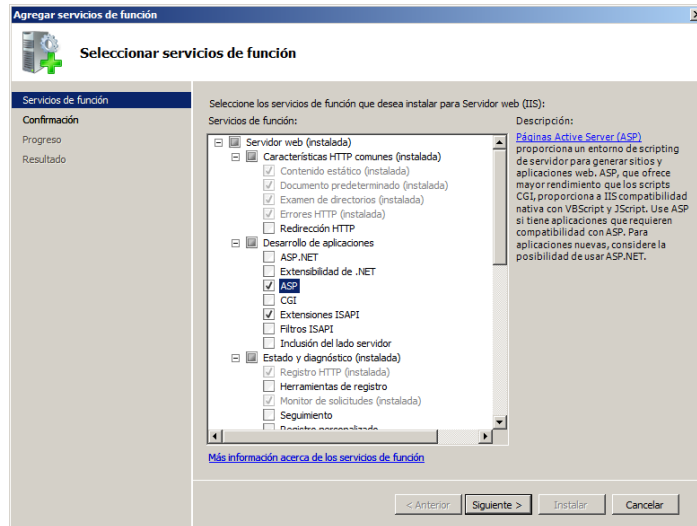 Agregar servicios de función
Seleccionar servicios de función
Servicios de función
Confirmación
Progreso
Resultado
Seleccione los servicios de función que desea instalar para Servidor web (IIS):
Servicios de función:
Servidor web (instalada)
Características HTTP comunes (instalada)
Contenido estático (instalada)
Documento predeterminado (instalada)
Examen de directorios (instalada)
Errores HTTP (instalada)
Redirección HTTP
Desarrollo de aplicaciones
ASP.NET
Extensibilidad de .NET
ASP
CGI
Extensiones ISAPI
Filtros ISAPI
Inclusión del lado servidor
Estado y diagnóstico (instalada)
Registro HTTP (instalada)
Herramientas de registro
Monitor de solicitudes (instalada)
Seguimiento
Registro personalizado
Descripción:
Páginas Active Server (ASP)
proporciona un entorno de scripting
de servidor para generar sitios y
aplicaciones web. ASP, que ofrece
mayor rendimiento que los scripts
CGI, proporciona a IIS compatibilidad
nativa con VBScript y JScript. Use ASP
si tiene aplicaciones que requieren
compatibilidad con ASP. Para
aplicaciones nuevas, considere la
posibilidad de usar ASP.NET.
Más información acerca de los servicios de función
< Anterior
Siguiente >
Instalar
Cancelar